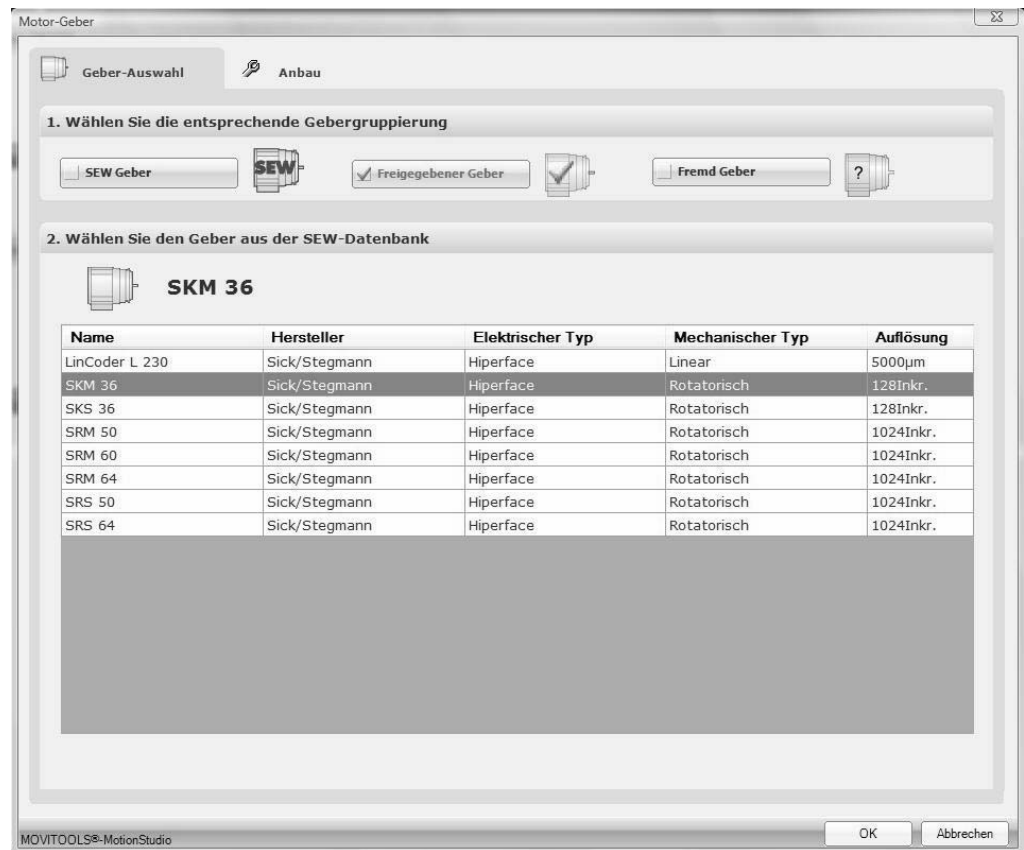 Motor-Geber
Geber-Auswahl
Anbau
1. Wählen Sie die entsprechende Gebergruppierung
SEW Geber
SEW
Freigegebener Geber
Fremd Geber
?
2. Wählen Sie den Geber aus der SEW-Datenbank
SKM 36
Name Hersteller Elektrischer Typ Mechanischer Typ Auflösung
LinCoder L 230 Sick/Stegmann Hiperface Linear 5000µm
SKM 36 Sick/Stegmann Hiperface Rotatorisch 128Inkr.
SKS 36 Sick/Stegmann Hiperface Rotatorisch 128Inkr.
SRM 50 Sick/Stegmann Hiperface Rotatorisch 1024Inkr.
SRM 60 Sick/Stegmann Hiperface Rotatorisch 1024Inkr.
SRM 64 Sick/Stegmann Hiperface Rotatorisch 1024Inkr.
SRS 50 Sick/Stegmann Hiperface Rotatorisch 1024Inkr.
SRS 64 Sick/Stegmann Hiperface Rotatorisch 1024Inkr.
MOVITOOLS®-MotionStudio
OK
Abbrechen